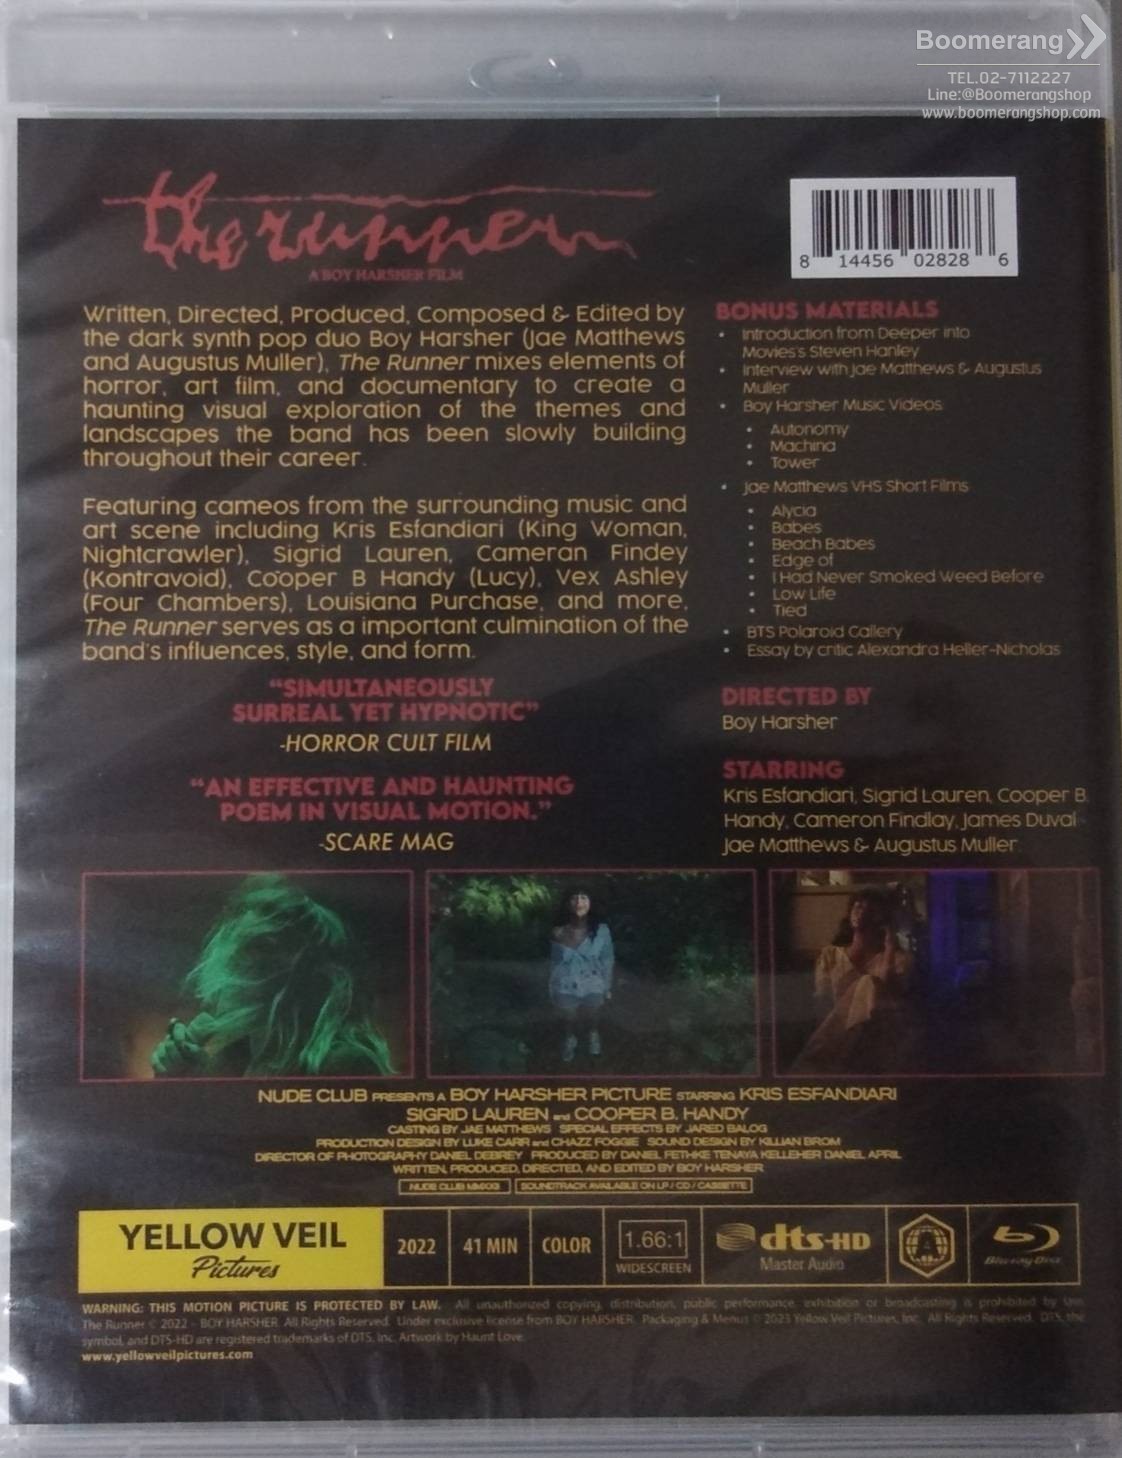 Boomerang
TEL.02-7112227
Line:@Boomerangshop
www.boomerangshop.com
the runner
A BOY HARSHER FILM
8 14456 02828 6
Written, Directed, Produced, Composed & Edited by
the dark synth pop duo Boy Harsher (Jae Matthews
and Augustus Muller), The Runner mixes elements of
horror, art film, and documentary to create a
haunting visual exploration of the themes and
landscapes the band has been slowly building
throughout their career.
Featuring cameos from the surrounding music and
art scene including Kris Esfandiari (King Woman,
Nightcrawler), Sigrid Lauren, Cameran Findey
(Kontravoid), Cooper B Handy (Lucy), Vex Ashley
(Four Chambers), Louisiana Purchase, and more,
The Runner serves as a important culmination of the
band's influences, style, and form.
"SIMULTANEOUSLY
SURREAL YET HYPNOTIC"
-HORROR CULT FILM
"AN EFFECTIVE AND HAUNTING
POEM IN VISUAL MOTION."
-SCARE MAG
BONUS MATERIALS
• Introduction from Deeper into
Movies's Steven Hanley
• Interview with Jae Matthews & Augustus
Muller
• Boy Harsher Music Videos:
• Autonomy
• Machina
• Tower
• Jae Matthews VHS Short Films
• Alycia
• Babes
• Beach Babes
• Edge of
• I Had Never Smoked Weed Before
• Low Life
• Tied
• BTS Polaroid Gallery
• Essay by critic Alexandra Heller-Nicholas
DIRECTED BY
Boy Harsher
STARRING
Kris Esfandiari, Sigrid Lauren, Cooper B.
Handy, Cameron Findlay, James Duval
Jae Matthews & Augustus Muller
NUDE CLUB PRESENTS A BOY HARSHER PICTURE STARRING KRIS ESFANDIARI
SIGRID LAUREN and COOPER B. HANDY
CASTING BY JAE MATTHEWS SPECIAL EFFECTS BY JARED BALOG
PRODUCTION DESIGN BY LUKE CARR and CHAZZ FOGGIE SOUND DESIGN BY KILLIAN BROM
DIRECTOR OF PHOTOGRAPHY DANIEL DEBREY PRODUCED BY DANIEL FETHKE TENAYA KELLEHER DANIEL APRIL
WRITTEN, PRODUCED, DIRECTED, AND EDITED BY BOY HARSHER
NUDE CLUB SOUNDTRACK AVAILABLE ON LP / CD / CASSETTE
YELLOW VEIL
Pictures
2022
41 MIN
COLOR
1.66:1
WIDESCREEN
dts-HD
Master Audio
A
Blu-ray Disc
WARNING: THIS MOTION PICTURE IS PROTECTED BY LAW. All unauthorized copying, distribution, public performance, exhibition or broadcasting is prohibited by law.
The Runner © 2022 - BOY HARSHER. All Rights Reserved. Under exclusive license from BOY HARSHER. Packaging & Menus © 2023 Yellow Veil Pictures, Inc. All Rights Reserved. DTS, the
symbol, and DTS-HD are registered trademarks of DTS, Inc. Artwork by Haunt Love.
www.yellowveilpictures.com